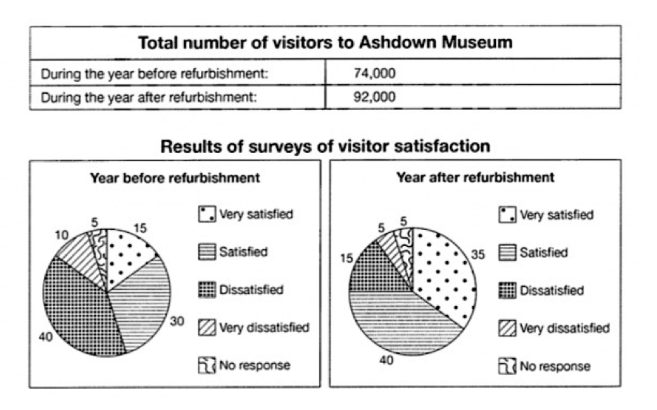 Total number of visitors to Ashdown Museum
During the year before refurbishment: 74,000
During the year after refurbishment: 92,000
Results of surveys of visitor satisfaction
Year before refurbishment
5
15
10
30
40
Very satisfied
Satisfied
Dissatisfied
Very dissatisfied
No response
Year after refurbishment
5
5
35
15
40
Very satisfied
Satisfied
Dissatisfied
Very dissatisfied
No response